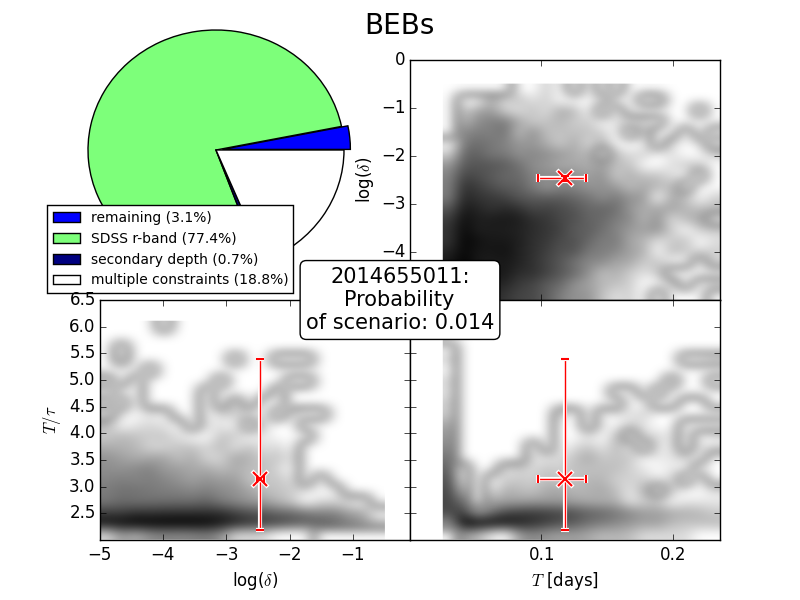 BEBs
remaining (3.1%)
SDSS r-band (77.4%)
secondary depth (0.7%)
multiple constraints (18.8%)
0
−1
−2
−3
−4
log(δ)
2014655011:
Probability
of scenario: 0.014
6.5
6.0
5.5
5.0
4.5
4.0
3.5
3.0
2.5
T/τ
−5 −4 −3 −2 −1
log(δ)
0.1 0.2
T [days]